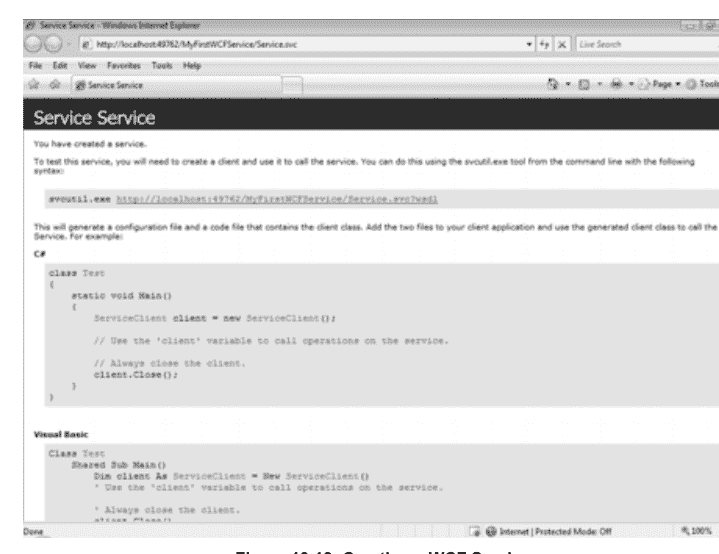 Service Service - Windows Internet Explorer
http://localhost:49762/MyFirstWCFService/Service.svc
Live Search
File Edit View Favorites Tools Help
Service Service
Page
Tools
Service Service
You have created a service.
To test this service, you will need to create a client and use it to call the service. You can do this using the svcutil.exe tool from the command line with the following
syntax:
svcutil.exe http://localhost:49762/MyFirstWCFService/Service.svc?wsdl
This will generate a configuration file and a code file that contains the client class. Add the two files to your client application and use the generated client class to call the
Service. For example:
C#
class Test
{
static void Main()
{
ServiceClient client = new ServiceClient();
// Use the 'client' variable to call operations on the service.
// Always close the client.
client.Close();
}
}
Visual Basic
Class Test
Shared Sub Main()
Dim client As ServiceClient = New ServiceClient()
' Use the 'client' variable to call operations on the service.
' Always close the client.
client.Close()
Done
Internet | Protected Mode: Off
100%